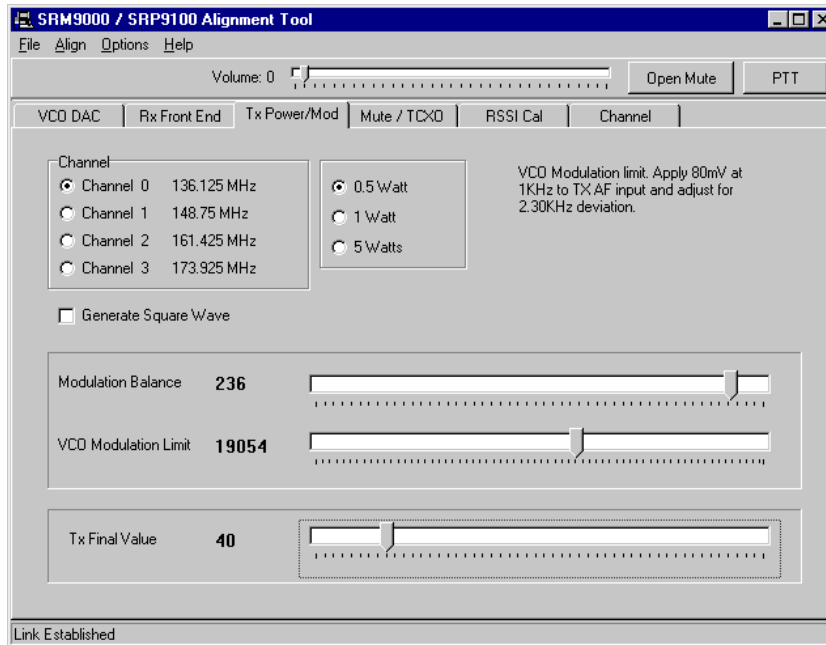 SRM9000 / SRP9100 Alignment Tool
File Align Options Help
Volume: 0 Open Mute PTT
VCO DAC Rx Front End Tx Power/Mod Mute / TCXO RSSI Cal Channel
Channel
Channel 0 136.125 MHz
Channel 1 148.75 MHz
Channel 2 161.425 MHz
Channel 3 173.925 MHz
0.5 Watt
1 Watt
5 Watts
VCO Modulation limit. Apply 80mV at
1KHz to TX AF input and adjust for
2.30KHz deviation.
Generate Square Wave
Modulation Balance 236
VCO Modulation Limit 19054
Tx Final Value 40
Link Established